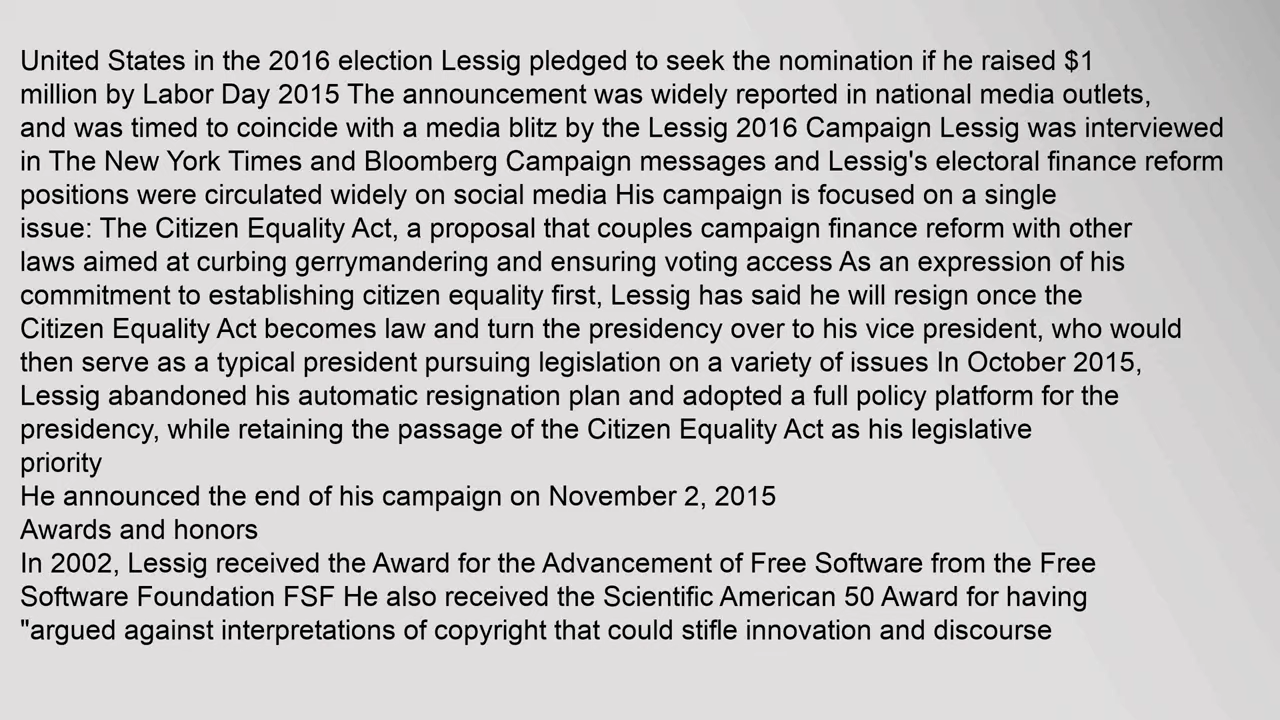 United States in the 2016 election Lessig pledged to seek the nomination if he raised $1
million by Labor Day 2015 The announcement was widely reported in national media outlets,
and was timed to coincide with a media blitz by the Lessig 2016 Campaign Lessig was interviewed
in The New York Times and Bloomberg Campaign messages and Lessig's electoral finance reform
positions were circulated widely on social media His campaign is focused on a single
issue: The Citizen Equality Act, a proposal that couples campaign finance reform with other
laws aimed at curbing gerrymandering and ensuring voting access As an expression of his
commitment to establishing citizen equality first, Lessig has said he will resign once the
Citizen Equality Act becomes law and turn the presidency over to his vice president, who would
then serve as a typical president pursuing legislation on a variety of issues In October 2015,
Lessig abandoned his automatic resignation plan and adopted a full policy platform for the
presidency, while retaining the passage of the Citizen Equality Act as his legislative
priority
He announced the end of his campaign on November 2, 2015
Awards and honors
In 2002, Lessig received the Award for the Advancement of Free Software from the Free
Software Foundation FSF He also received the Scientific American 50 Award for having
"argued against interpretations of copyright that could stifle innovation and discourse